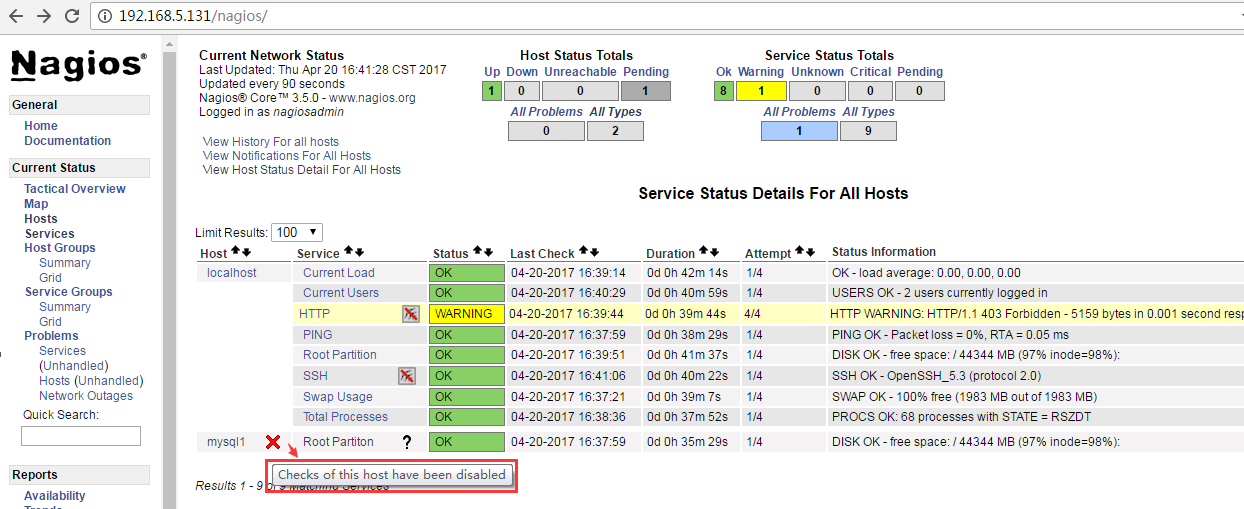 192.168.5.131/nagios/
Nagios®
General
Home
Documentation
Current Status
Tactical Overview
Map
Hosts
Services
Host Groups
Summary
Grid
Service Groups
Summary
Grid
Problems
Services
(Unhandled)
Hosts (Unhandled)
Network Outages
Quick Search:
Reports
Availability
Current Network Status
Last Updated: Thu Apr 20 16:41:28 CST 2017
Updated every 90 seconds
Nagios® Core™ 3.5.0 - www.nagios.org
Logged in as nagiosadmin
View History For all hosts
View Notifications For All Hosts
View Host Status Detail For All Hosts
Host Status Totals
Up Down Unreachable Pending
1 0 0 1
All Problems All Types
0 2
Service Status Totals
Ok Warning Unknown Critical Pending
8 1 0 0 0
All Problems All Types
1 9
Service Status Details For All Hosts
Limit Results: 100
Host Service Status Last Check Duration Attempt Status Information
localhost Current Load OK 04-20-2017 16:39:14 0d 0h 42m 14s 1/4 OK - load average: 0.00, 0.00, 0.00
Current Users OK 04-20-2017 16:40:29 0d 0h 40m 59s 1/4 USERS OK - 2 users currently logged in
HTTP WARNING 04-20-2017 16:39:44 0d 0h 39m 44s 4/4 HTTP WARNING: HTTP/1.1 403 Forbidden - 5159 bytes in 0.001 second resp
PING OK 04-20-2017 16:37:59 0d 0h 38m 29s 1/4 PING OK - Packet loss = 0%, RTA = 0.05 ms
Root Partition OK 04-20-2017 16:39:51 0d 0h 41m 37s 1/4 DISK OK - free space: / 44344 MB (97% inode=98%):
SSH OK 04-20-2017 16:41:06 0d 0h 40m 22s 1/4 SSH OK - OpenSSH_5.3 (protocol 2.0)
Swap Usage OK 04-20-2017 16:37:21 0d 0h 39m 7s 1/4 SWAP OK - 100% free (1983 MB out of 1983 MB)
Total Processes OK 04-20-2017 16:38:36 0d 0h 37m 52s 1/4 PROCS OK: 68 processes with STATE = RSZDT
mysql1 Root Partiton ? OK 04-20-2017 16:37:59 0d 0h 35m 29s 1/4 DISK OK - free space: / 44344 MB (97% inode=98%):
Checks of this host have been disabled
Results 1 - 9 of 9 Matching Services